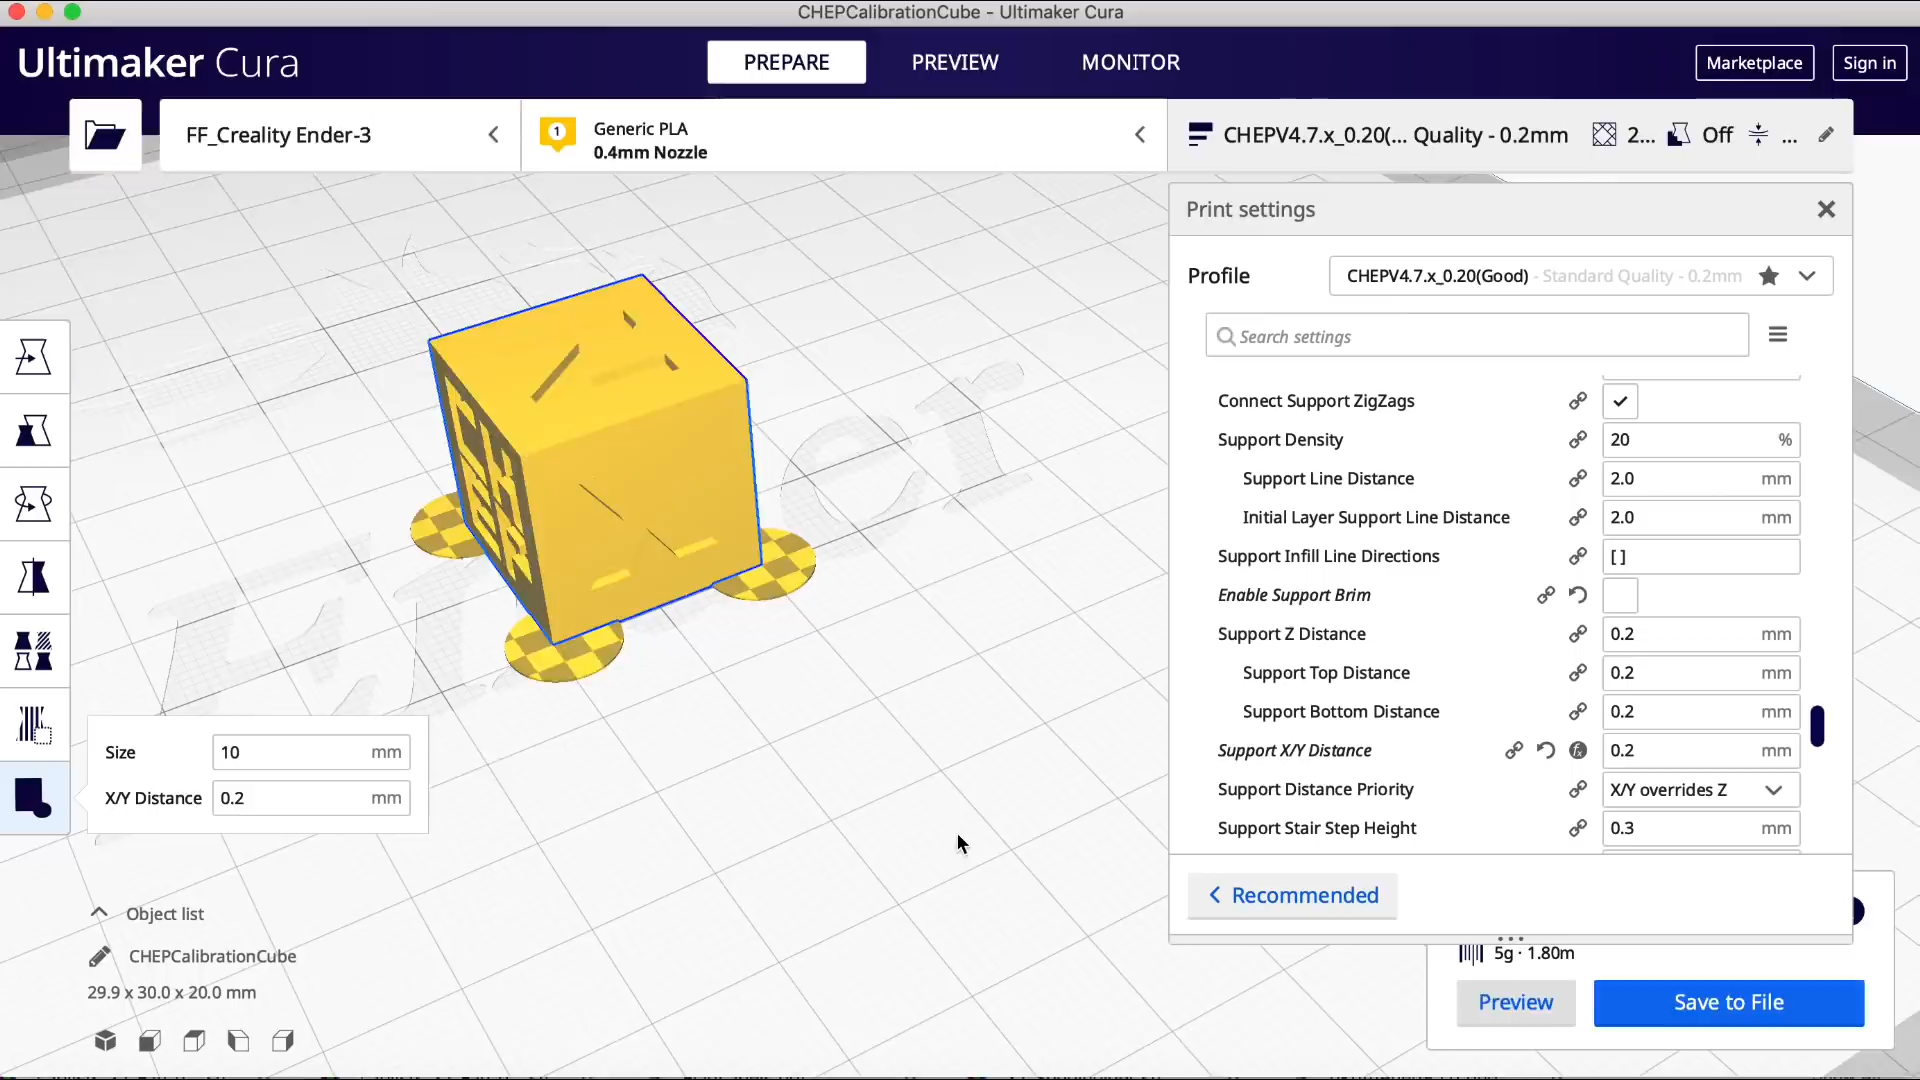 CHEPCalibrationCube - Ultimaker Cura
Ultimaker Cura
PREPARE
PREVIEW
MONITOR
Marketplace
Sign in
FF_Creality Ender-3
1
Generic PLA
0.4mm Nozzle
CHEPV4.7.x_0.20(... Quality - 0.2mm
2...
Off
...
Print settings
Profile
CHEPV4.7.x_0.20(Good) - Standard Quality - 0.2mm
Search settings
Connect Support ZigZags
Support Density
20 %
Support Line Distance
2.0 mm
Initial Layer Support Line Distance
2.0 mm
Support Infill Line Directions
[ ]
Enable Support Brim
Support Z Distance
0.2 mm
Support Top Distance
0.2 mm
Support Bottom Distance
0.2 mm
Support X/Y Distance
0.2 mm
Support Distance Priority
X/Y overrides Z
Support Stair Step Height
0.3 mm
Recommended
Size
10 mm
X/Y Distance
0.2 mm
Object list
CHEPCalibrationCube
29.9 x 30.0 x 20.0 mm
5g · 1.80m
Preview
Save to File